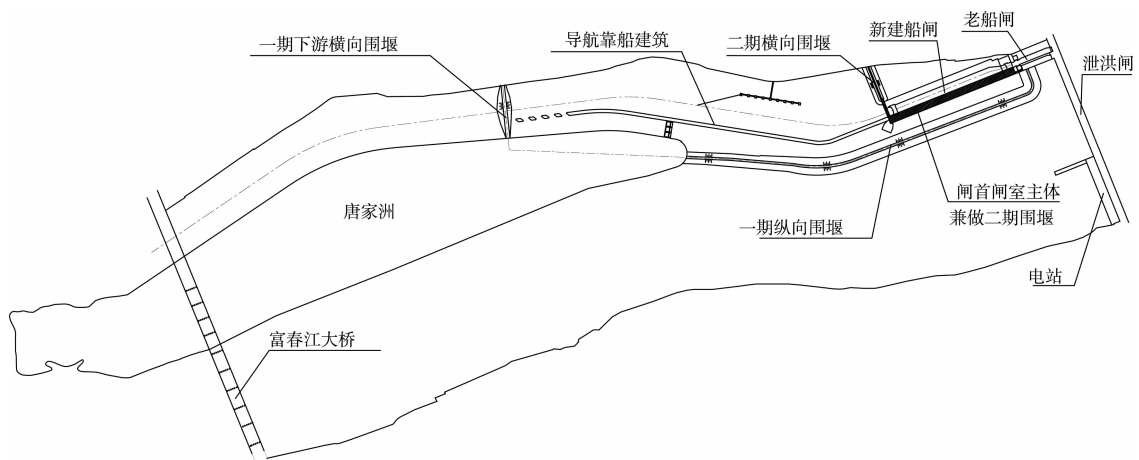 老船闸
新建船闸
一期下游横向围堰
导航靠船建筑
二期横向围堰
泄洪闸
闸首闸室主体
兼做二期围堰
唐家洲
一期纵向围堰
电站
富春江大桥